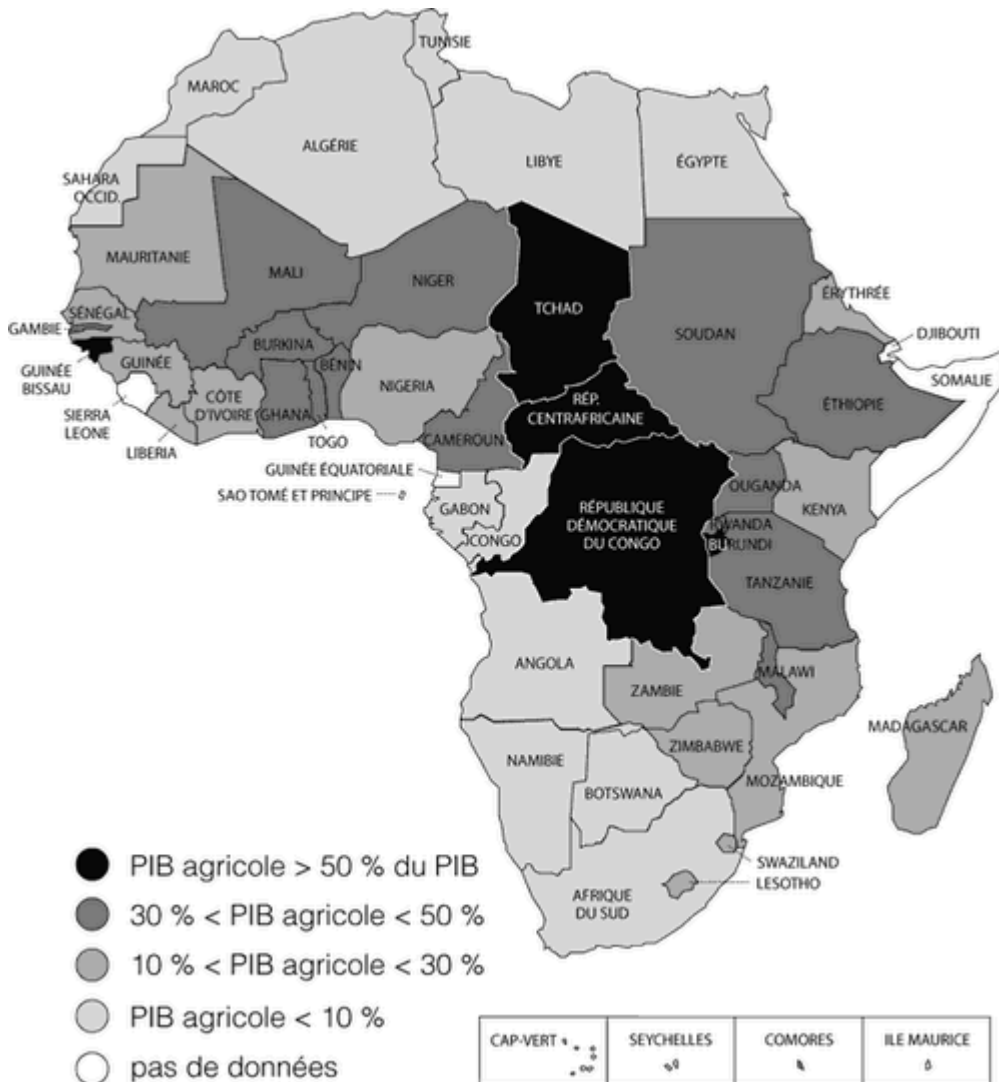 TUNISIE
MAROC
ALGÉRIE
LIBYE
ÉGYPTE
SAHARA
OCCID.
MAURITANIE
MALI
NIGER
TCHAD
SOUDAN
ÉRYTHRÉE
SÉNÉGAL
GAMBIE
DJIBOUTI
BURKINA
BÉNIN
GUINÉE
BISSAU
GUINÉE
NIGERIA
SOMALIE
CÔTE
D'IVOIRE
GHANA
RÉP.
CENTRAFRICAINE
ÉTHIOPIE
SIERRA
LEONE
LIBERIA
TOGO
CAMEROUN
GUINÉE ÉQUATORIALE
SAO TOMÉ ET PRINCIPE
OUGANDA
KENYA
GABON
CONGO
RÉPUBLIQUE
DÉMOCRATIQUE
DU CONGO
RWANDA
BURUNDI
TANZANIE
ANGOLA
ZAMBIE
MALAWI
MADAGASCAR
NAMIBIE
ZIMBABWE
MOZAMBIQUE
BOTSWANA
SWAZILAND
LESOTHO
AFRIQUE
DU SUD
PIB agricole > 50 % du PIB
30 % < PIB agricole < 50 %
10 % < PIB agricole < 30 %
PIB agricole < 10 %
pas de données
CAP-VERT
SEYCHELLES
COMORES
ILE MAURICE